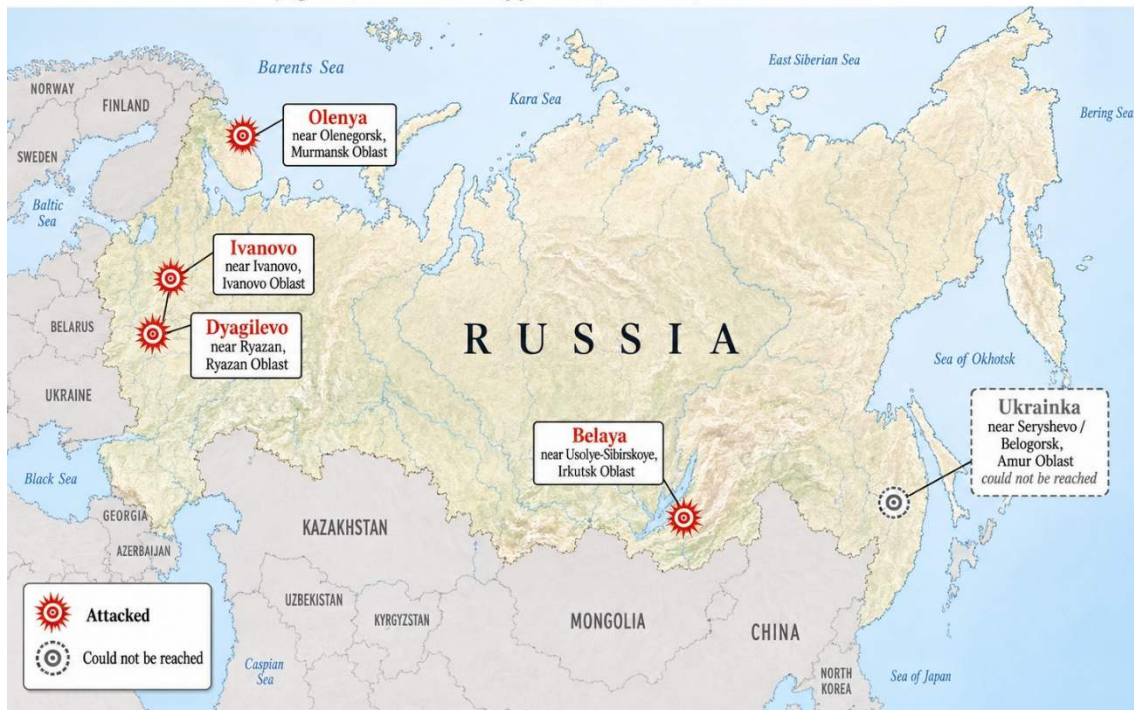 Barents Sea
East Siberian Sea
Kara Sea
Bering Sea
NORWAY
FINLAND
SWEDEN
Olenya
near Olenegorsk,
Murmansk Oblast
Baltic
Sea
Ivanovo
near Ivanovo,
Ivanovo Oblast
BELARUS
Dyagilevo
near Ryazan,
Ryazan Oblast
RUSSIA
Sea of Okhotsk
UKRAINE
Ukrainka
near Seryshevo /
Belogorsk,
Amur Oblast
could not be reached
Belaya
near Usolye-Sibirskoye,
Irkutsk Oblast
Black Sea
GEORGIA
AZERBAIJAN
KAZAKHSTAN
UZBEKISTAN
KYRGYZSTAN
MONGOLIA
CHINA
NORTH
KOREA
Sea of Japan
Caspian
Sea
Attacked
Could not be reached